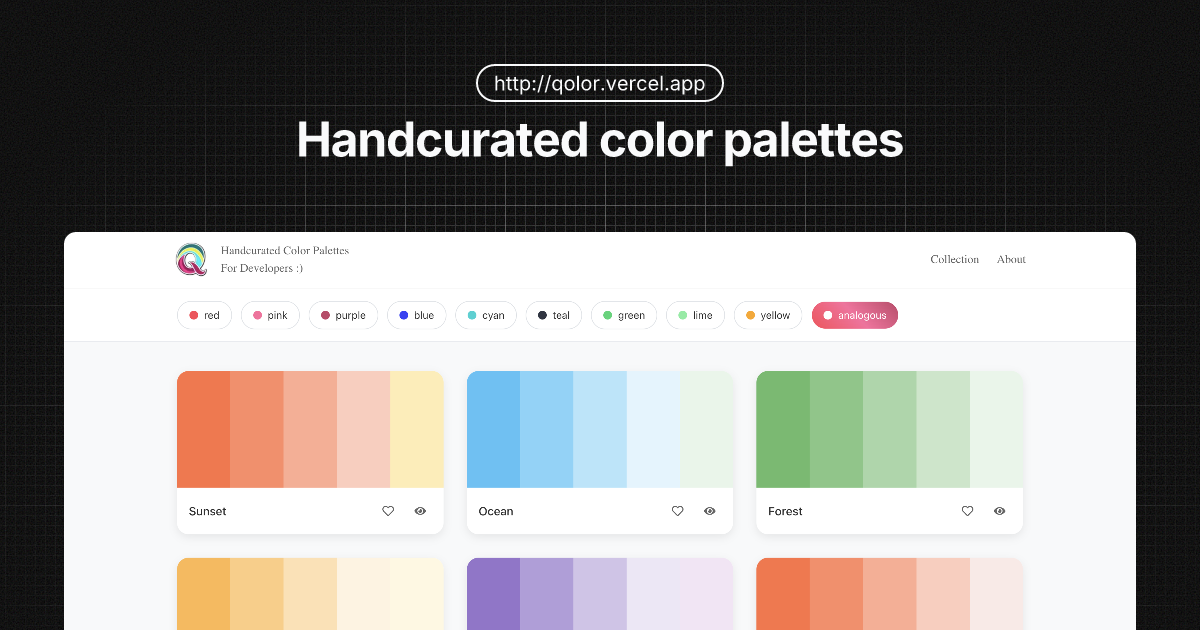 http://qolor.vercel.app
Handcurated color palettes
Q
Handcurated Color Palettes
For Developers :)
Collection About
red pink purple blue cyan teal green lime yellow analogous
Sunset Ocean Forest